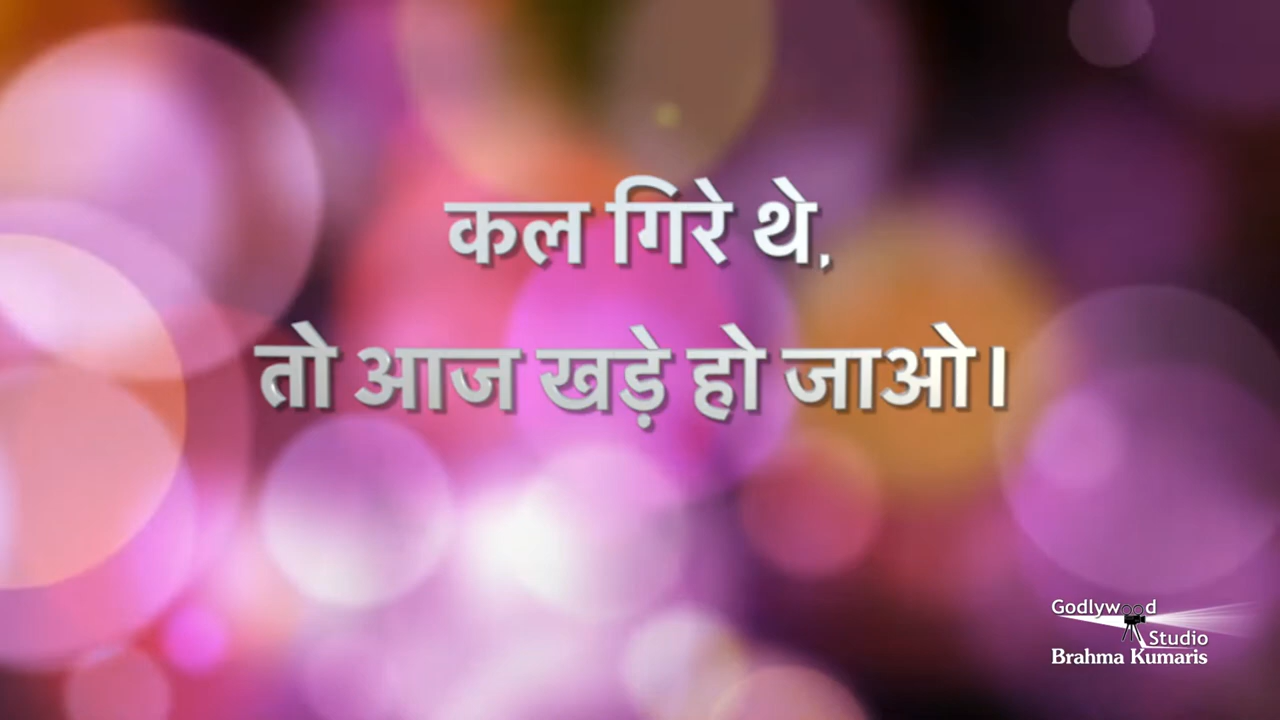 कल गिरे थे,
तो आज खड़े हो जाओ।
Godlywood
Studio
Brahma Kumaris